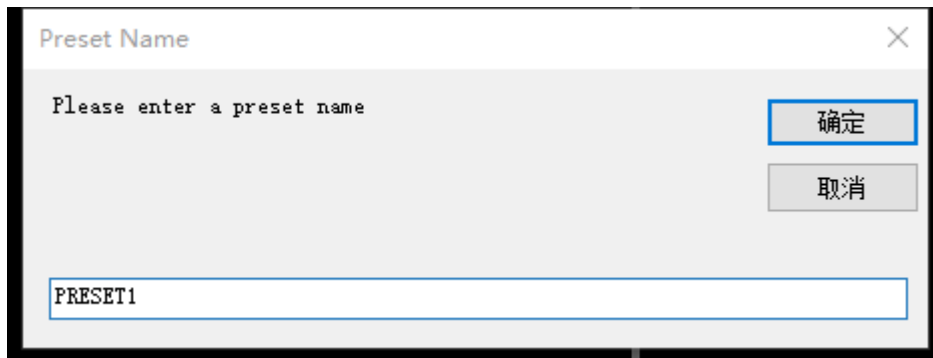 Preset Name
Please enter a preset name
确定
取消
PRESET1